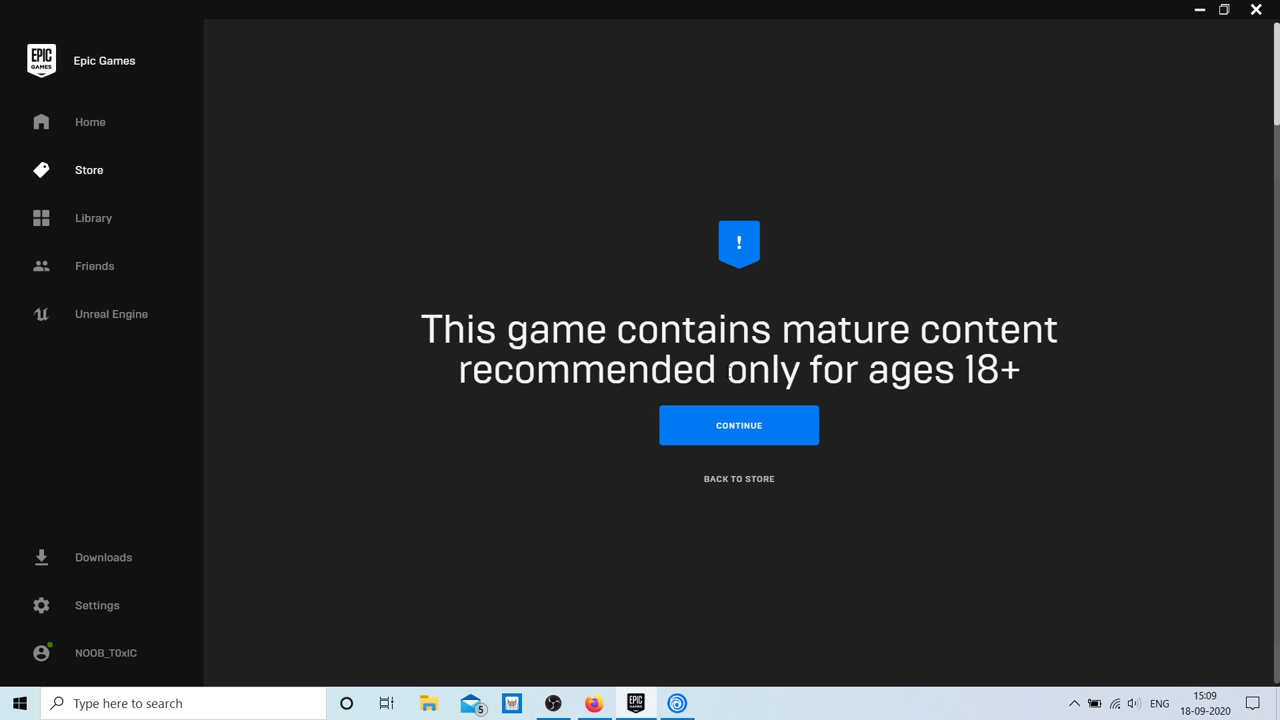 EPIC
GAMES
Epic Games
Home
Store
Library
Friends
Unreal Engine
Downloads
Settings
NOOB_T0xIC
!
This game contains mature content
recommended only for ages 18+
CONTINUE
BACK TO STORE
Type here to search
5
EPIC
GAMES
ENG
15:09
18-09-2020